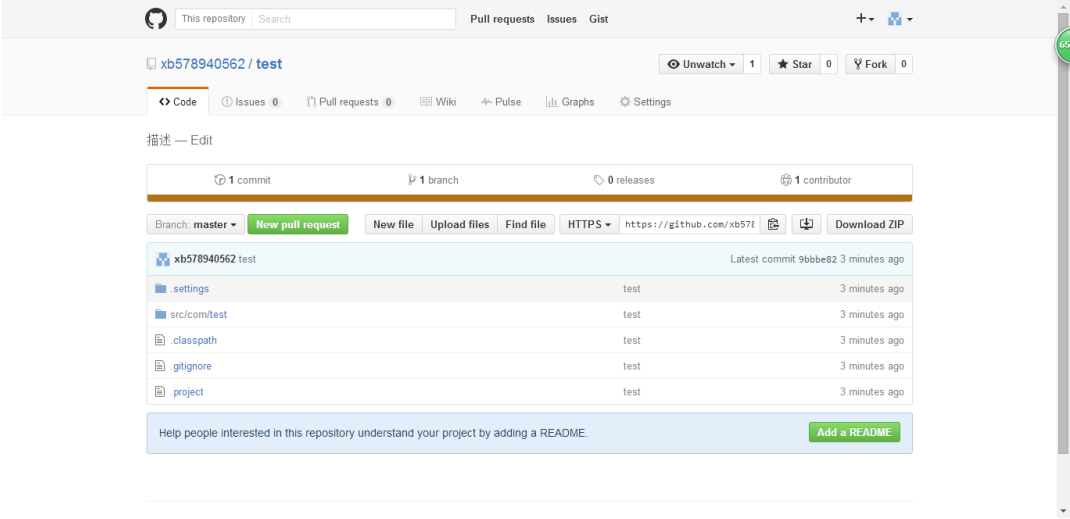 This repository Search Pull requests Issues Gist
xb578940562 / test Unwatch 1 Star 0 Fork 0
Code Issues 0 Pull requests 0 Wiki Pulse Graphs Settings
描述 — Edit
1 commit 1 branch 0 releases 1 contributor
Branch: master New pull request New file Upload files Find file HTTPS https://github.com/xb578 Download ZIP
xb578940562 test Latest commit 9bbbe82 3 minutes ago
.settings test 3 minutes ago
src/com/test test 3 minutes ago
.classpath test 3 minutes ago
.gitignore test 3 minutes ago
.project test 3 minutes ago
Help people interested in this repository understand your project by adding a README. Add a README